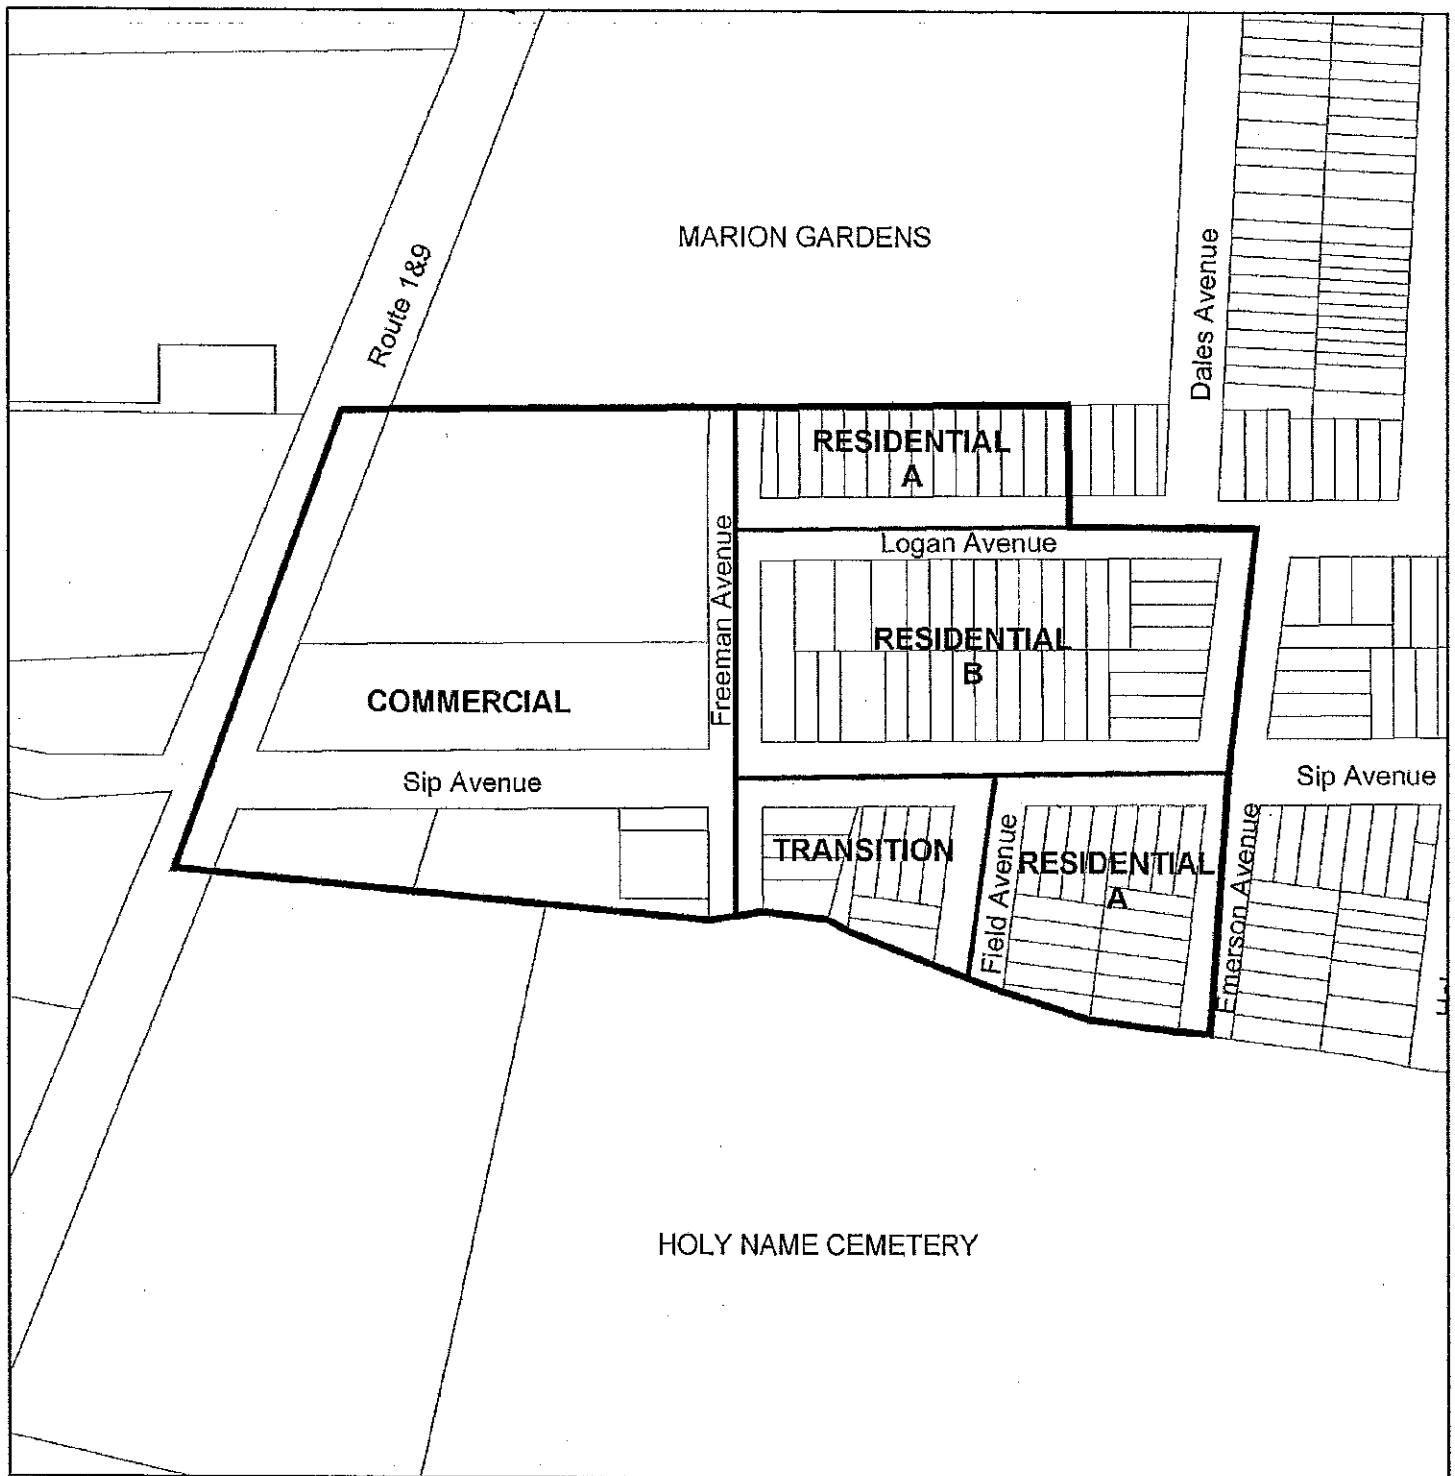 MARION GARDENS
Route 1&9
Dales Avenue
RESIDENTIAL
A
Logan Avenue
Freeman Avenue
RESIDENTIAL
B
COMMERCIAL
Sip Avenue
Sip Avenue
TRANSITION
Field Avenue
RESIDENTIAL
A
Emerson Avenue
HOLY NAME CEMETERY